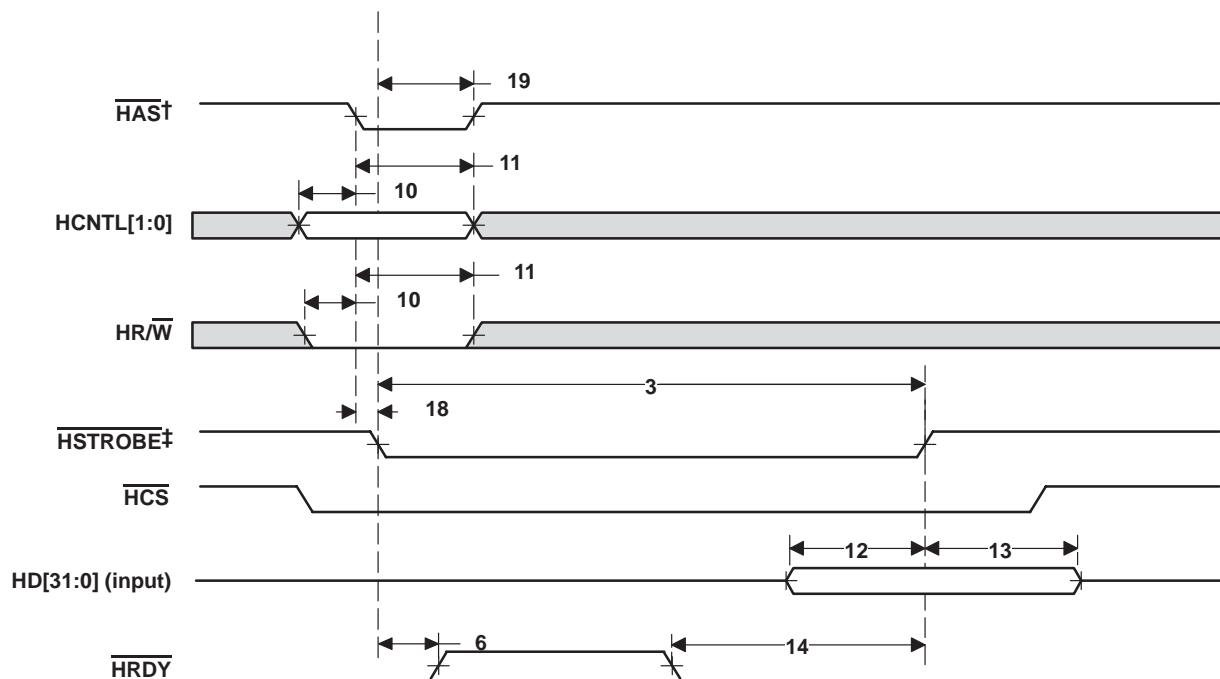 19
HAS†
11
10
HCNTL[1:0]
11
10
HR/W
3
18
HSTROBE‡
HCS
12 13
HD[31:0] (input)
6 14
HRDY